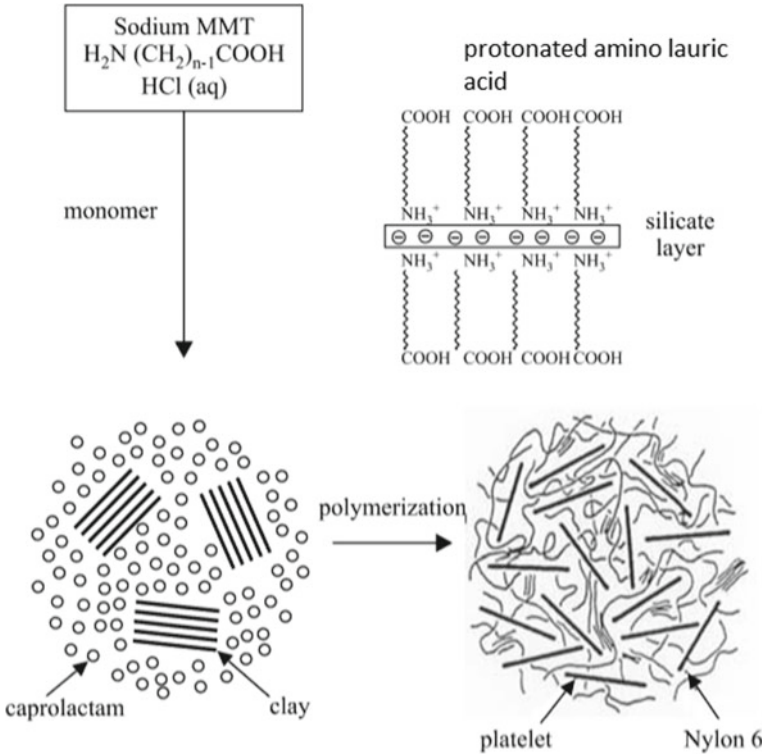 Sodium MMT
H₂N (CH₂)ₙ₋₁COOH
HCl (aq)
monomer
protonated amino lauric
acid
COOH COOH COOH COOH
NH₃⁺ NH₃⁺ NH₃⁺ NH₃⁺
⊖ ⊖ ⊖ ⊖ ⊖ ⊖ ⊖ ⊖
silicate
layer
NH₃⁺ NH₃⁺ NH₃⁺ NH₃⁺
COOH COOH COOH COOH
polymerization
caprolactam
clay
platelet
Nylon 6